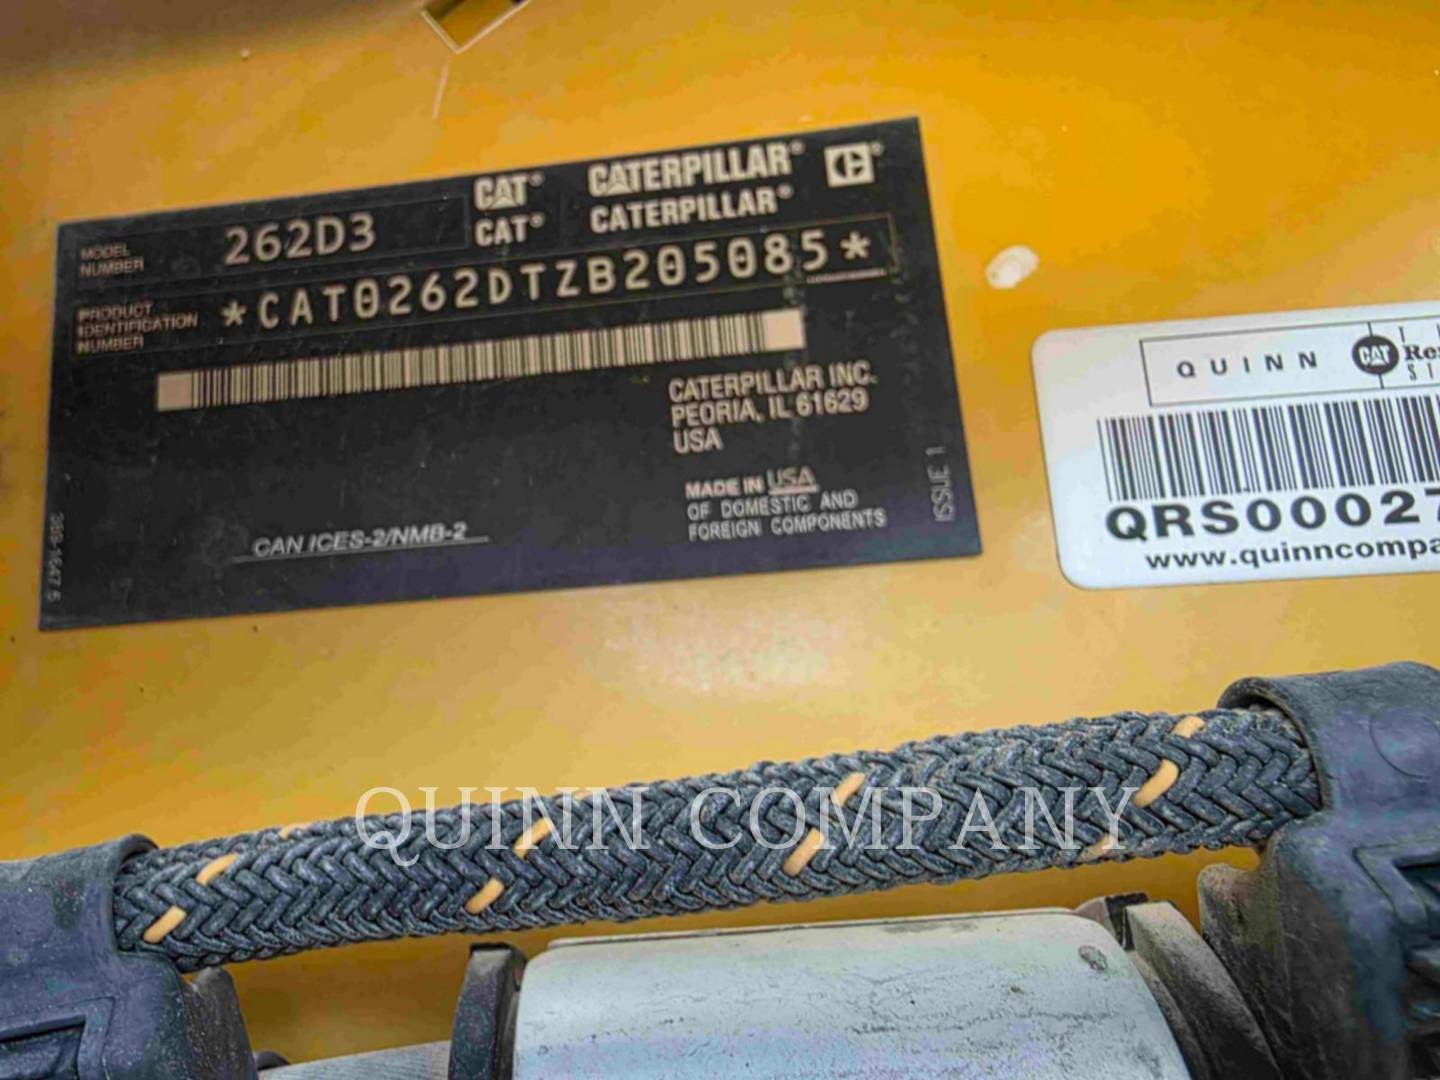 CAT® CATERPILLAR® C®
CAT® CATERPILLAR®
MODEL NUMBER 262D3
PRODUCT IDENTIFICATION NUMBER *CAT0262DTZB205085*
CATERPILLAR INC.
PEORIA, IL 61629
USA
MADE IN USA
OF DOMESTIC AND
FOREIGN COMPONENTS
CAN ICES-2/NMB-2
ISSUE 1
QUINN CAT
QRS00027
www.quinncompa
QUINN COMPANY